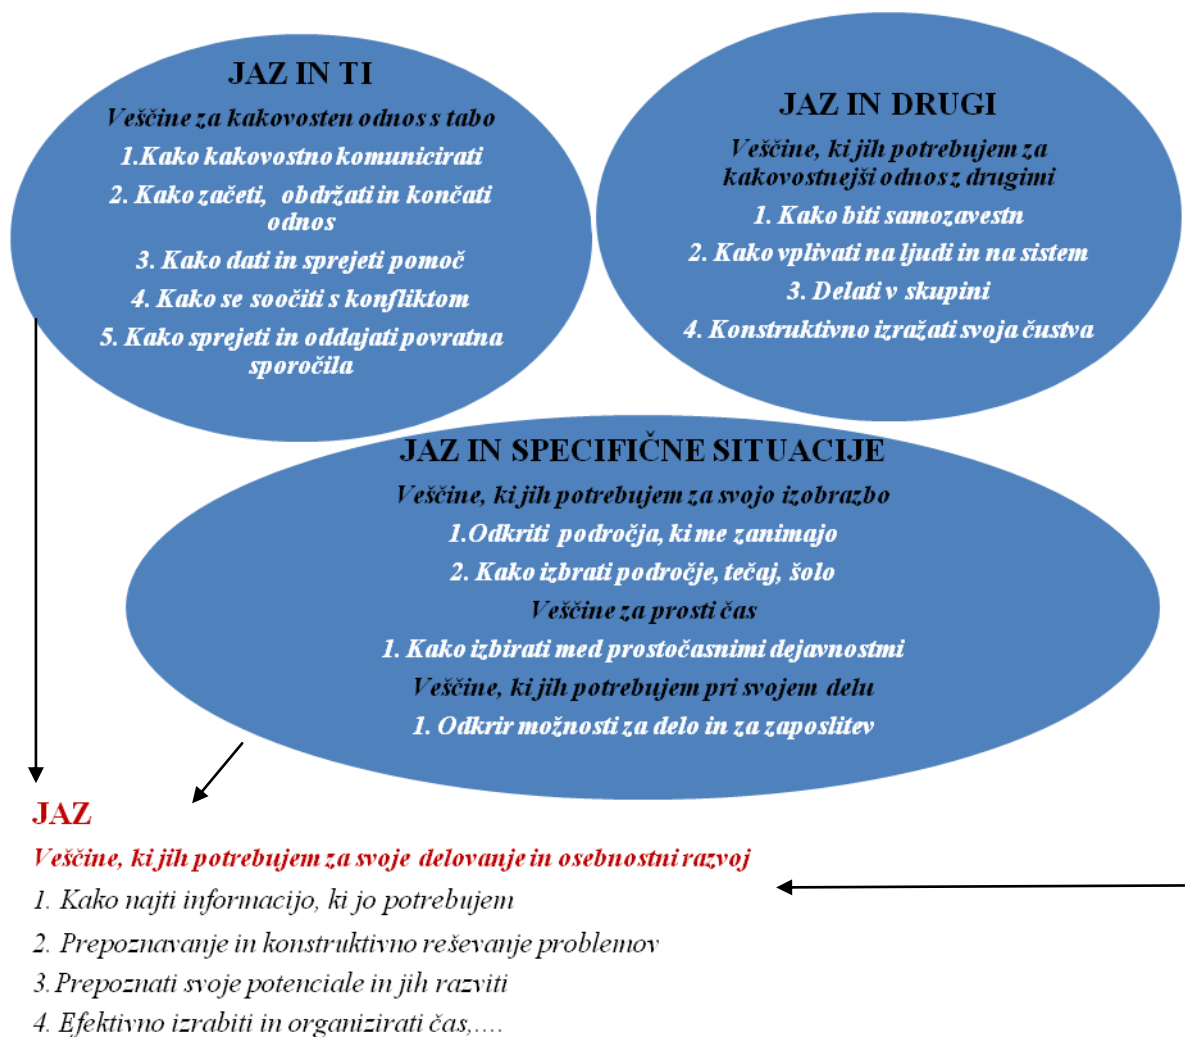 JAZ IN TI
Veščine za kakovosten odnos s tabo
1.Kako kakovostno komunicirati
2. Kako začeti, obdržati in končati
odnos
3. Kako dati in sprejeti pomoč
4. Kako se soočiti s konfliktom
5. Kako sprejeti in oddajati povratna
sporočila
JAZ IN DRUGI
Veščine, ki jih potrebujem za
kakovostnejši odnos z drugimi
1. Kako biti samozavestn
2. Kako vplivati na ljudi in na sistem
3. Delati v skupini
4. Konstruktivno izražati svoja čustva
JAZ IN SPECIFIČNE SITUACIJE
Veščine, ki jih potrebujem za svojo izobrazbo
1.Odkriti področja, ki me zanimajo
2. Kako izbrati področje, tečaj, šolo
Veščine za prosti čas
1. Kako izbirati med prostočasnimi dejavnostmi
Veščine, ki jih potrebujem pri svojem delu
1. Odkrir možnosti za delo in za zaposlitev
JAZ
Veščine, ki jih potrebujem za svoje delovanje in osebnostni razvoj
1. Kako najti informacijo, ki jo potrebujem
2. Prepoznavanje in konstruktivno reševanje problemov
3. Prepoznati svoje potenciale in jih razviti
4. Efektivno izrabiti in organizirati čas,....